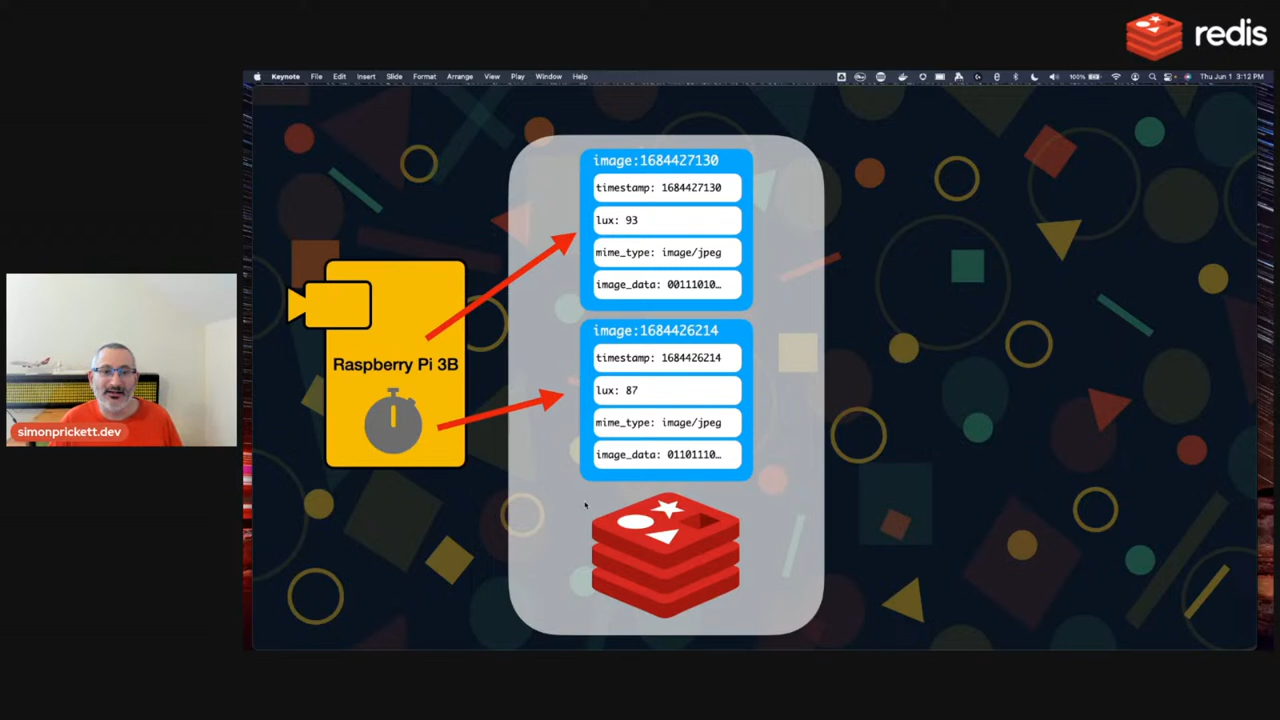 redis
Keynote File Edit Slide Insert Format Arrange View Play Window Help
100% Thu Jun 1 3:12 PM
image:1684427130
timestamp: 1684427130
lux: 93
mime_type: image/jpeg
image_data: 00111010…
image:1684426214
timestamp: 1684426214
lux: 87
mime_type: image/jpeg
image_data: 01101110…
Raspberry Pi 3B
simonprickett.dev